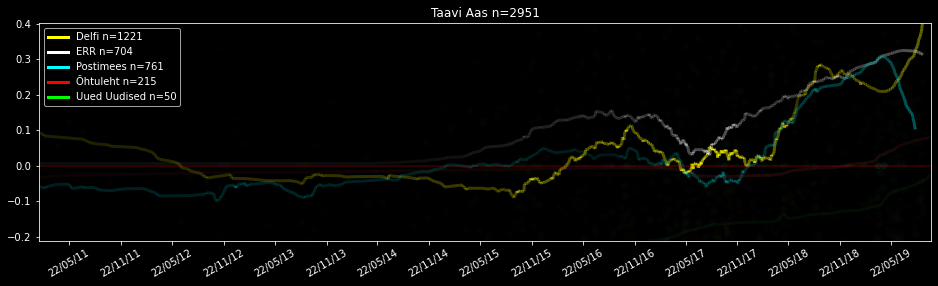 Taavi Aas n=2951
Delfi n=1221
ERR n=704
Postimees n=761
Õhtuleht n=215
Uued Uudised n=50
0.4
0.3
0.2
0.1
0.0
−0.1
−0.2
22/05/11 22/11/11 22/05/12 22/11/12 22/05/13 22/11/13 22/05/14 22/11/14 22/05/15 22/11/15 22/05/16 22/11/16 22/05/17 22/11/17 22/05/18 22/11/18 22/05/19